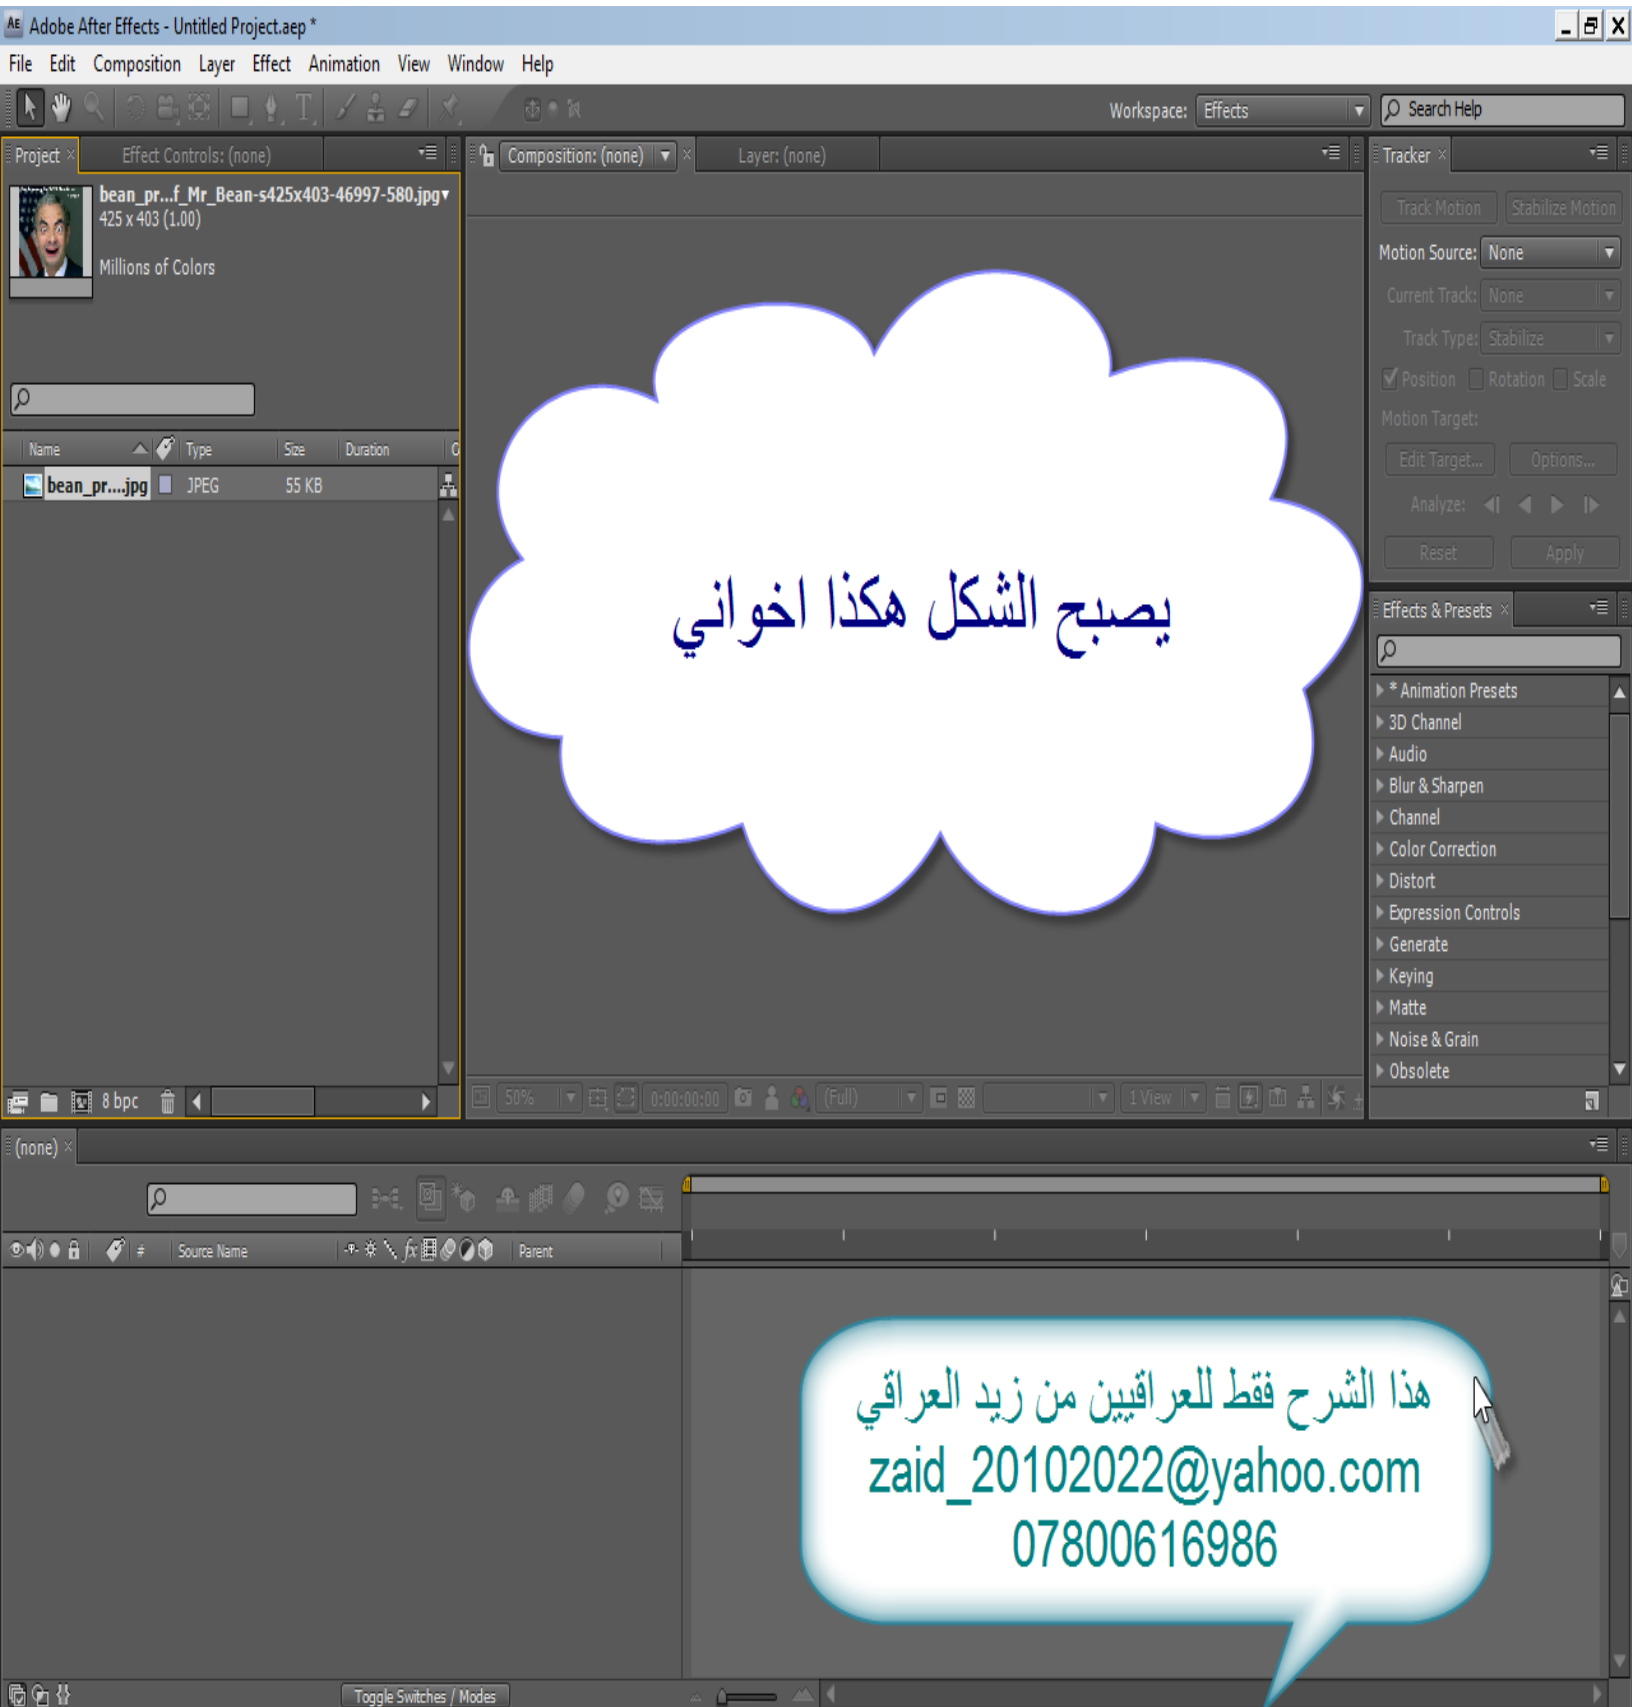 Adobe After Effects - Untitled Project.aep *
File Edit Composition Layer Effect Animation View Window Help
Workspace: Effects Search Help
Project Effect Controls: (none) Composition: (none) Layer: (none) Tracker
bean_pr...f_Mr_Bean-s425x403-46997-580.jpg
425 x 403 (1.00)
Millions of Colors
Track Motion Stabilize Motion
Motion Source: None
Current Track: None
Track Type: Stabilize
Position Rotation Scale
Motion Target:
Edit Target... Options...
Analyze:
Reset Apply
Name Type Size Duration
bean_pr....jpg JPEG 55 KB
يصبح الشكل هكذا اخواني
Effects & Presets
* Animation Presets
3D Channel
Audio
Blur & Sharpen
Channel
Color Correction
Distort
Expression Controls
Generate
Keying
Matte
Noise & Grain
Obsolete
8 bpc 50% 0:00:00:00 (Full) 1 View
(none)
# Source Name Parent
هذا الشرح فقط للعراقيين من زيد العراقي
zaid_20102022@yahoo.com
07800616986
Toggle Switches / Modes